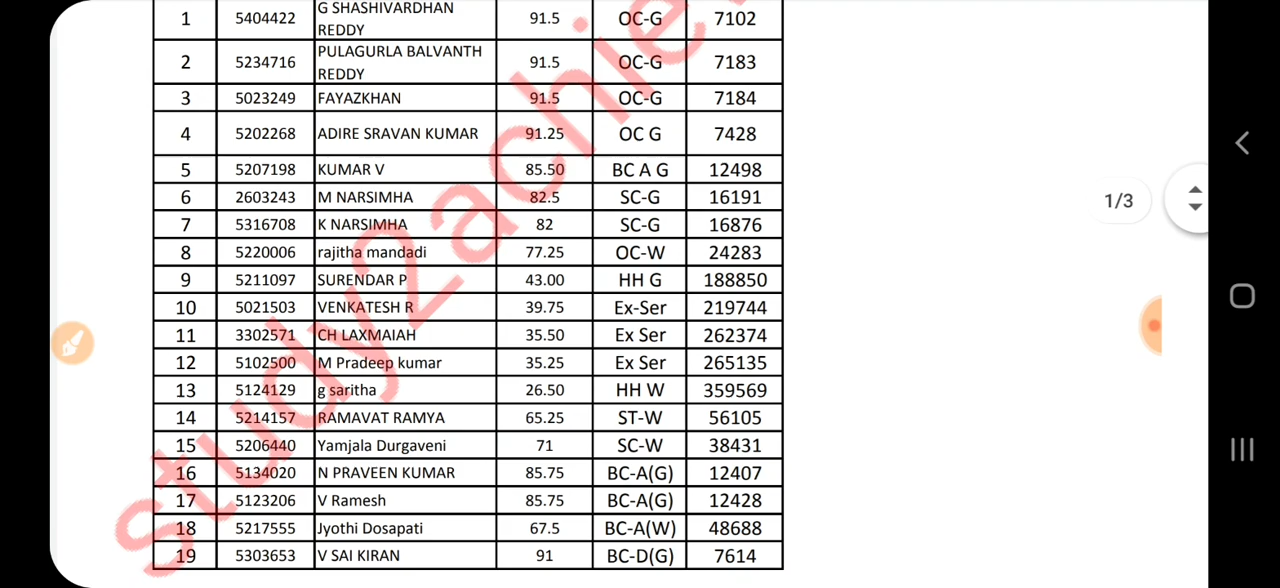 1 5404422 G SHASHIVARDHAN REDDY 91.5 OC-G 7102
2 5234716 PULAGURLA BALVANTH REDDY 91.5 OC-G 7183
3 5023249 FAYAZKHAN 91.5 OC-G 7184
4 5202268 ADIRE SRAVAN KUMAR 91.25 OC G 7428
5 5207198 KUMAR V 85.50 BC A G 12498
6 2603243 M NARSIMHA 82.5 SC-G 16191
7 5316708 K NARSIMHA 82 SC-G 16876
8 5220006 rajitha mandadi 77.25 OC-W 24283
9 5211097 SURENDAR P 43.00 HH G 188850
10 5021503 VENKATESH R 39.75 Ex-Ser 219744
11 3302571 CH LAXMAIAH 35.50 Ex Ser 262374
12 5102500 M Pradeep kumar 35.25 Ex Ser 265135
13 5124129 g saritha 26.50 HH W 359569
14 5214157 RAMAVAT RAMYA 65.25 ST-W 56105
15 5206440 Yamjala Durgaveni 71 SC-W 38431
16 5134020 N PRAVEEN KUMAR 85.75 BC-A(G) 12407
17 5123206 V Ramesh 85.75 BC-A(G) 12428
18 5217555 Jyothi Dosapati 67.5 BC-A(W) 48688
19 5303653 V SAI KIRAN 91 BC-D(G) 7614
1/3
study2achie